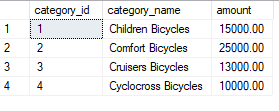 category_id category_name amount
1 1 Children Bicycles 15000.00
2 2 Comfort Bicycles 25000.00
3 3 Cruisers Bicycles 13000.00
4 4 Cyclocross Bicycles 10000.00